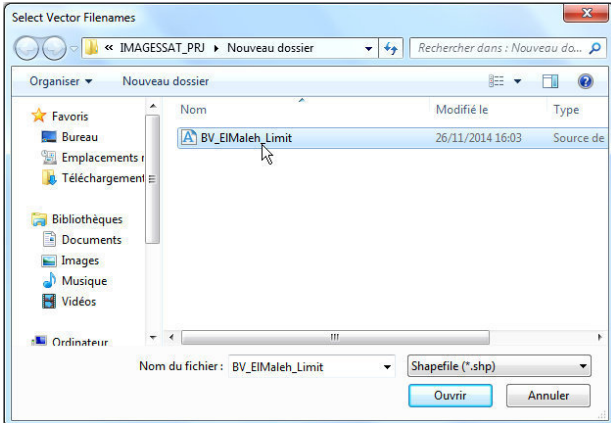 Select Vector Filenames
« IMAGESSAT_PRJ ▸ Nouveau dossier
Rechercher dans : Nouveau do...
Organiser ▾ Nouveau dossier
Nom Modifié le Type
Favoris
Bureau
BV_ElMaleh_Limit 26/11/2014 16:03 Source de
Emplacements r
Téléchargement
Bibliothèques
Documents
Images
Musique
Vidéos
Ordinateur
Nom du fichier : BV_ElMaleh_Limit Shapefile (*.shp)
Ouvrir Annuler